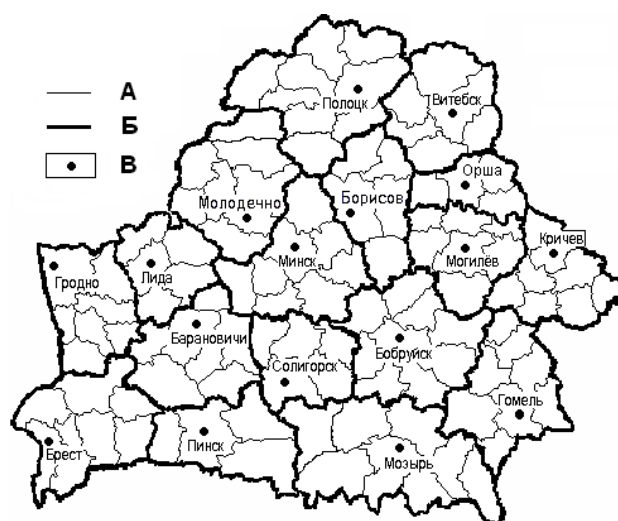 А
Б
В
Полоцк
Витебск
Орша
Молодечно
Борисов
Кричев
Минск
Могилёв
Гродно
Лида
Барановичи
Бобруйск
Солигорск
Гомель
Брест
Пинск
Мозырь